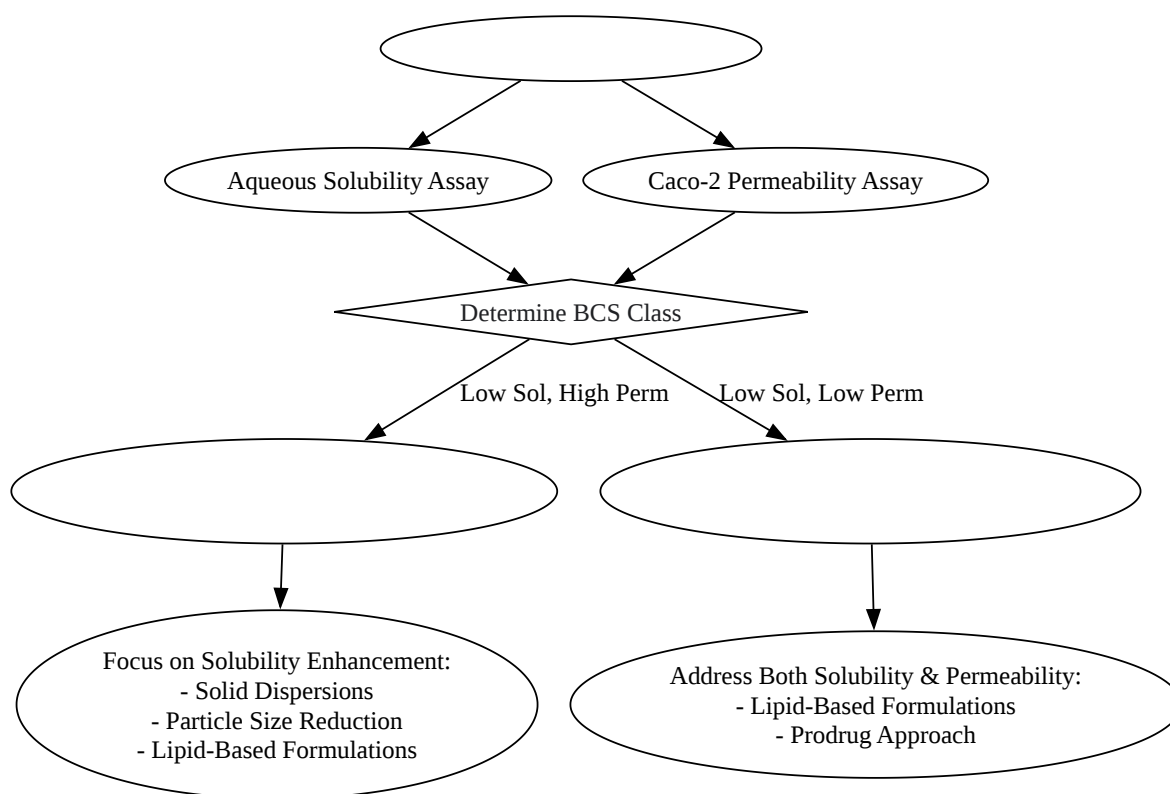 Aqueous Solubility Assay
Caco-2 Permeability Assay
Determine BCS Class
Low Sol, High Perm
Low Sol, Low Perm
Focus on Solubility Enhancement:
- Solid Dispersions
- Particle Size Reduction
- Lipid-Based Formulations
Address Both Solubility & Permeability:
- Lipid-Based Formulations
- Prodrug Approach